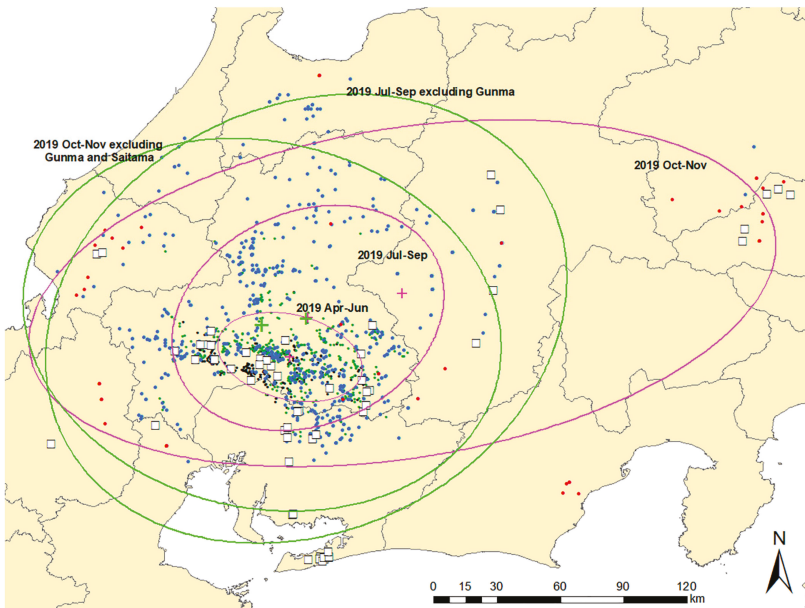 2019 Jul-Sep excluding Gunma
2019 Oct-Nov excluding
Gunma and Saitama
2019 Oct-Nov
2019 Jul-Sep
2019 Apr-Jun
N
0 15 30 60 90 120
km